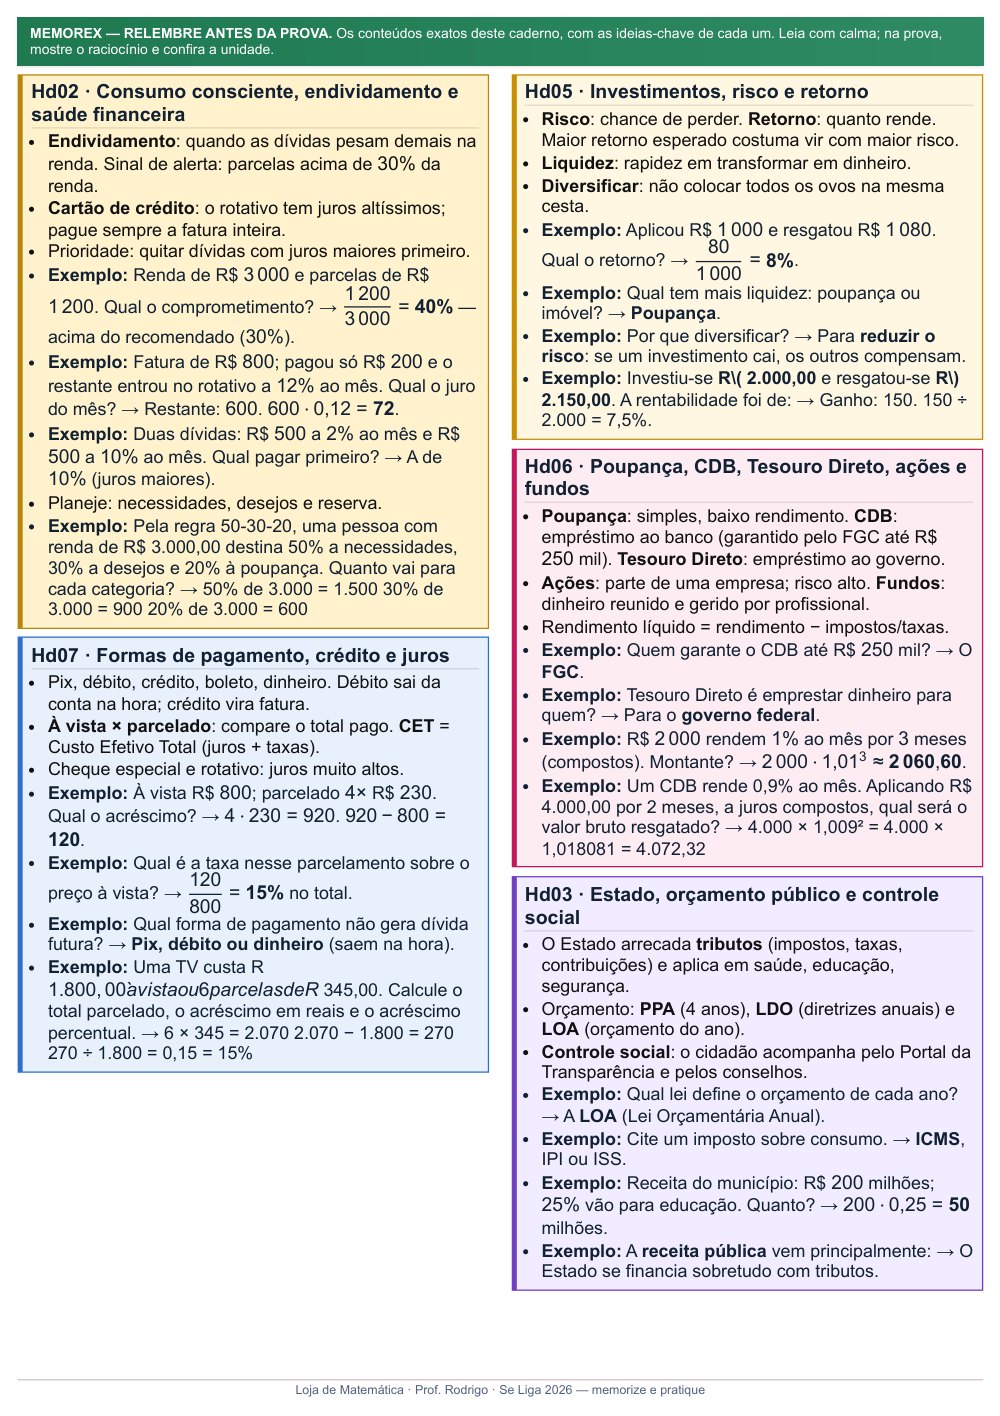 MEMOREX — RELEMBRE ANTES DA PROVA. Os conteúdos exatos deste caderno, com as ideias-chave de cada um. Leia com calma; na prova,
mostre o raciocínio e confira a unidade.
Hd02 · Consumo consciente, endividamento e
saúde financeira
• Endividamento: quando as dívidas pesam demais na
renda. Sinal de alerta: parcelas acima de 30% da
renda.
• Cartão de crédito: o rotativo tem juros altíssimos;
pague sempre a fatura inteira.
• Prioridade: quitar dívidas com juros maiores primeiro.
• Exemplo: Renda de R$ 3 000 e parcelas de R$
1 200. Qual o comprometimento? → 1 200/3 000 = 40% —
acima do recomendado (30%).
• Exemplo: Fatura de R$ 800; pagou só R$ 200 e o
restante entrou no rotativo a 12% ao mês. Qual o juro
do mês? → Restante: 600. 600 · 0,12 = 72.
• Exemplo: Duas dívidas: R$ 500 a 2% ao mês e R$
500 a 10% ao mês. Qual pagar primeiro? → A de
10% (juros maiores).
• Planeje: necessidades, desejos e reserva.
• Exemplo: Pela regra 50-30-20, uma pessoa com
renda de R$ 3.000,00 destina 50% a necessidades,
30% a desejos e 20% à poupança. Quanto vai para
cada categoria? → 50% de 3.000 = 1.500 30% de
3.000 = 900 20% de 3.000 = 600
Hd07 · Formas de pagamento, crédito e juros
• Pix, débito, crédito, boleto, dinheiro. Débito sai da
conta na hora; crédito vira fatura.
• À vista × parcelado: compare o total pago. CET =
Custo Efetivo Total (juros + taxas).
• Cheque especial e rotativo: juros muito altos.
• Exemplo: À vista R$ 800; parcelado 4× R$ 230.
Qual o acréscimo? → 4 · 230 = 920. 920 − 800 =
120.
• Exemplo: Qual é a taxa nesse parcelamento sobre o
preço à vista? → 120/800 = 15% no total.
• Exemplo: Qual forma de pagamento não gera dívida
futura? → Pix, débito ou dinheiro (saem na hora).
• Exemplo: Uma TV custa R
1.800,00àvistaou6parcelasdeR 345,00. Calcule o
total parcelado, o acréscimo em reais e o acréscimo
percentual. → 6 × 345 = 2.070 2.070 − 1.800 = 270
270 ÷ 1.800 = 0,15 = 15%
Hd05 · Investimentos, risco e retorno
• Risco: chance de perder. Retorno: quanto rende.
Maior retorno esperado costuma vir com maior risco.
• Liquidez: rapidez em transformar em dinheiro.
• Diversificar: não colocar todos os ovos na mesma
cesta.
• Exemplo: Aplicou R$ 1 000 e resgatou R$ 1 080.
Qual o retorno? → 80/1 000 = 8%.
• Exemplo: Qual tem mais liquidez: poupança ou
imóvel? → Poupança.
• Exemplo: Por que diversificar? → Para reduzir o
risco: se um investimento cai, os outros compensam.
• Exemplo: Investiu-se R\( 2.000,00 e resgatou-se R\)
2.150,00. A rentabilidade foi de: → Ganho: 150. 150 ÷
2.000 = 7,5%.
Hd06 · Poupança, CDB, Tesouro Direto, ações e
fundos
• Poupança: simples, baixo rendimento. CDB:
empréstimo ao banco (garantido pelo FGC até R$
250 mil). Tesouro Direto: empréstimo ao governo.
• Ações: parte de uma empresa; risco alto. Fundos:
dinheiro reunido e gerido por profissional.
• Rendimento líquido = rendimento − impostos/taxas.
• Exemplo: Quem garante o CDB até R$ 250 mil? → O
FGC.
• Exemplo: Tesouro Direto é emprestar dinheiro para
quem? → Para o governo federal.
• Exemplo: R$ 2 000 rendem 1% ao mês por 3 meses
(compostos). Montante? → 2 000 · 1,01³ ≈ 2 060,60.
• Exemplo: Um CDB rende 0,9% ao mês. Aplicando R$
4.000,00 por 2 meses, a juros compostos, qual será o
valor bruto resgatado? → 4.000 × 1,009² = 4.000 ×
1,018081 = 4.072,32
Hd03 · Estado, orçamento público e controle
social
• O Estado arrecada tributos (impostos, taxas,
contribuições) e aplica em saúde, educação,
segurança.
• Orçamento: PPA (4 anos), LDO (diretrizes anuais) e
LOA (orçamento do ano).
• Controle social: o cidadão acompanha pelo Portal da
Transparência e pelos conselhos.
• Exemplo: Qual lei define o orçamento de cada ano?
→ A LOA (Lei Orçamentária Anual).
• Exemplo: Cite um imposto sobre consumo. → ICMS,
IPI ou ISS.
• Exemplo: Receita do município: R$ 200 milhões;
25% vão para educação. Quanto? → 200 · 0,25 = 50
milhões.
• Exemplo: A receita pública vem principalmente: → O
Estado se financia sobretudo com tributos.
Loja de Matemática · Prof. Rodrigo · Se Liga 2026 — memorize e pratique